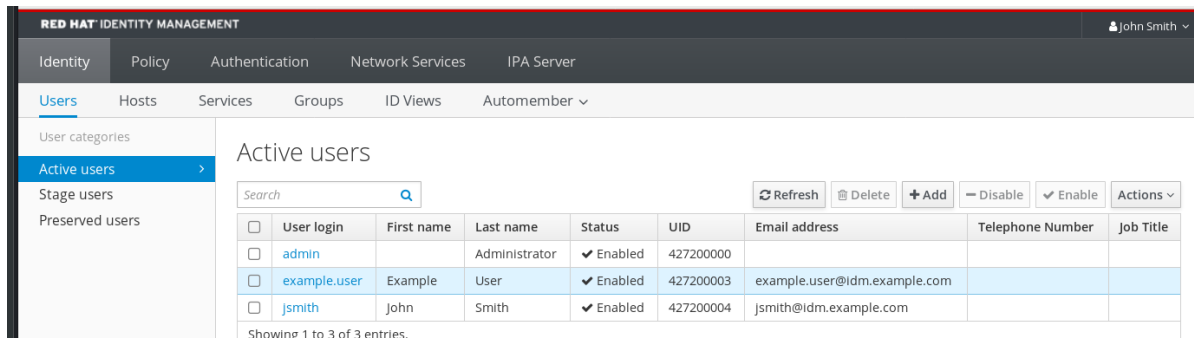 RED HAT® IDENTITY MANAGEMENT John Smith
Identity Policy Authentication Network Services IPA Server
Users Hosts Services Groups ID Views Automember
User categories
Active users
Stage users
Preserved users
Active users
Search Refresh Delete Add Disable Enable Actions
User login First name Last name Status UID Email address Telephone Number Job Title
admin Administrator Enabled 427200000
example.user Example User Enabled 427200003 example.user@idm.example.com
jsmith John Smith Enabled 427200004 jsmith@idm.example.com
Showing 1 to 3 of 3 entries.